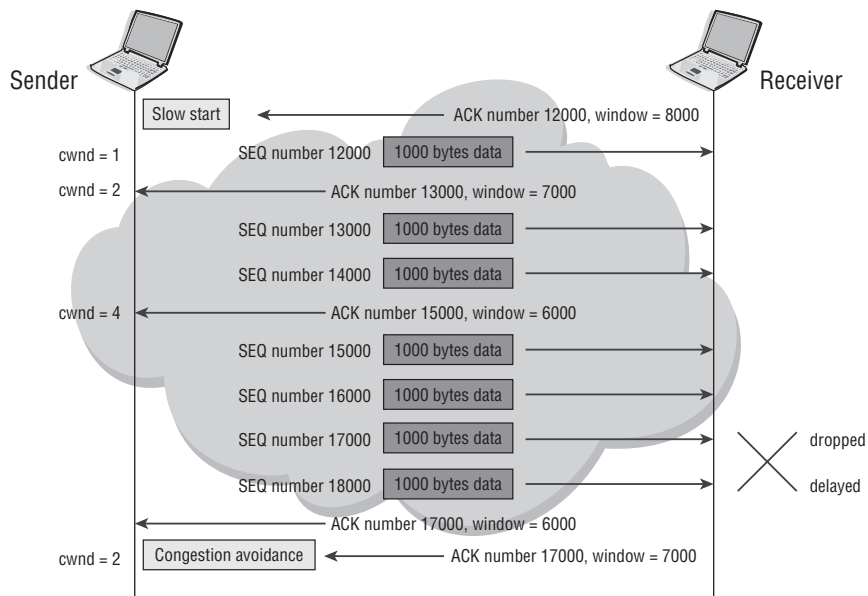 Sender
Receiver
Slow start
ACK number 12000, window = 8000
cwnd = 1
SEQ number 12000
1000 bytes data
cwnd = 2
ACK number 13000, window = 7000
SEQ number 13000
1000 bytes data
SEQ number 14000
1000 bytes data
cwnd = 4
ACK number 15000, window = 6000
SEQ number 15000
1000 bytes data
SEQ number 16000
1000 bytes data
SEQ number 17000
1000 bytes data
dropped
SEQ number 18000
1000 bytes data
delayed
ACK number 17000, window = 6000
cwnd = 2
Congestion avoidance
ACK number 17000, window = 7000